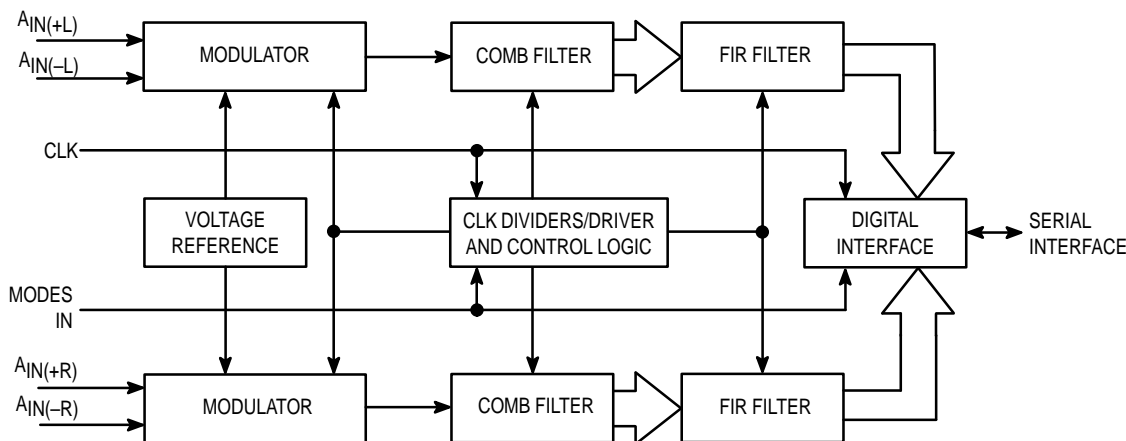 AIN(+L)
AIN(–L)
MODULATOR
COMB FILTER
FIR FILTER
CLK
VOLTAGE
REFERENCE
CLK DIVIDERS/DRIVER
AND CONTROL LOGIC
DIGITAL
INTERFACE
SERIAL
INTERFACE
MODES
IN
AIN(+R)
AIN(–R)
MODULATOR
COMB FILTER
FIR FILTER